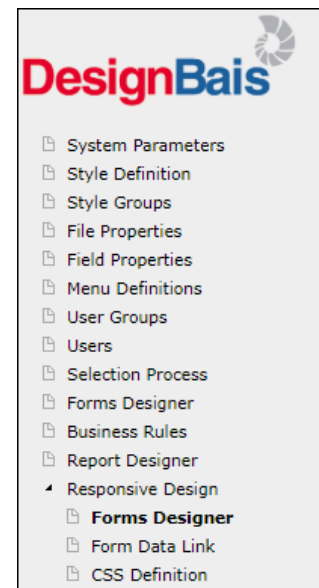 DesignBais
System Parameters
Style Definition
Style Groups
File Properties
Field Properties
Menu Definitions
User Groups
Users
Selection Process
Forms Designer
Business Rules
Report Designer
Responsive Design
Forms Designer
Form Data Link
CSS Definition